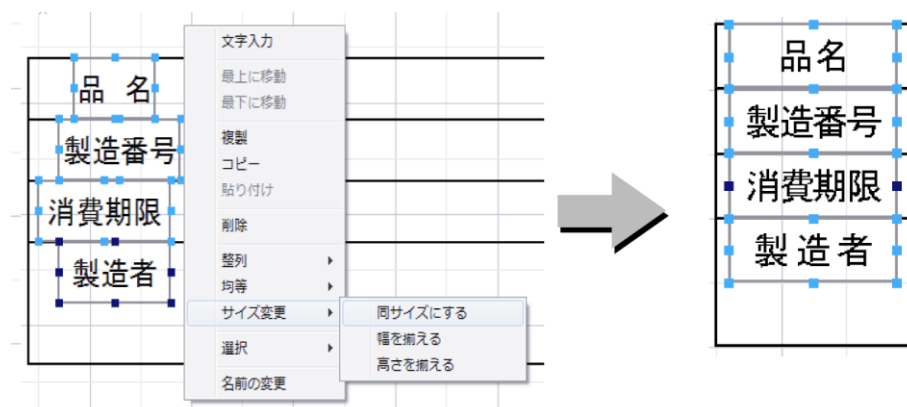 品 名
製造番号
消費期限
製造者
文字入力
最上に移動
最下に移動
複製
コピー
貼り付け
削除
整列
均等
サイズ変更
選択
名前の変更
同サイズにする
幅を揃える
高さを揃える
品名
製造番号
消費期限
製造者